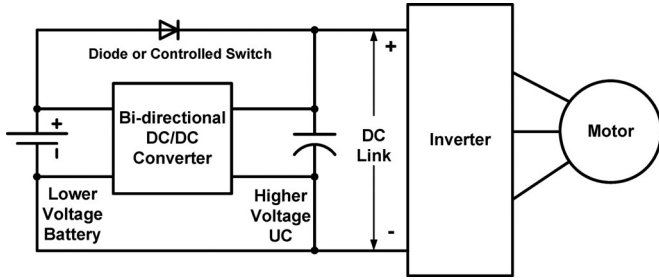 Diode or Controlled Switch
+
Bi-directional
DC/DC
Converter
+
-
Lower
Voltage
Battery
Higher
Voltage
UC
+
DC
Link
-
Inverter
Motor